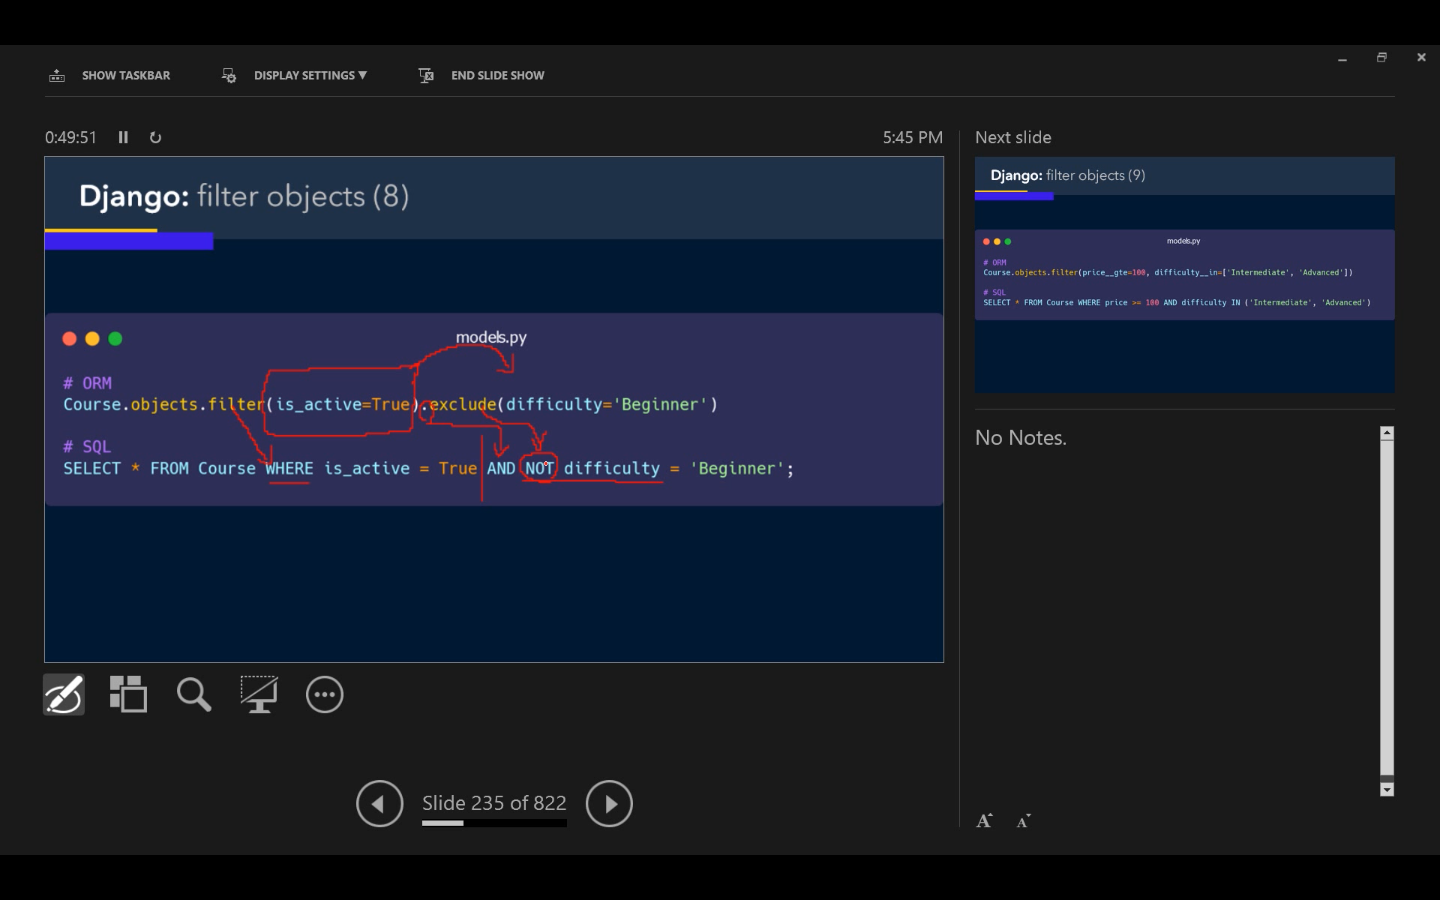 SHOW TASKBAR
DISPLAY SETTINGS ▼
END SLIDE SHOW
0:49:51
5:45 PM
Django: filter objects (8)
models.py
# ORM
Course.objects.filter(is_active=True).exclude(difficulty='Beginner')
# SQL
SELECT * FROM Course WHERE is_active = True AND NOT difficulty = 'Beginner';
Slide 235 of 822
Next slide
Django: filter objects (9)
models.py
# ORM
Course.objects.filter(price__gte=100, difficulty__in=['Intermediate', 'Advanced'])
# SQL
SELECT * FROM Course WHERE price >= 100 AND difficulty IN ('Intermediate', 'Advanced')
No Notes.
A A